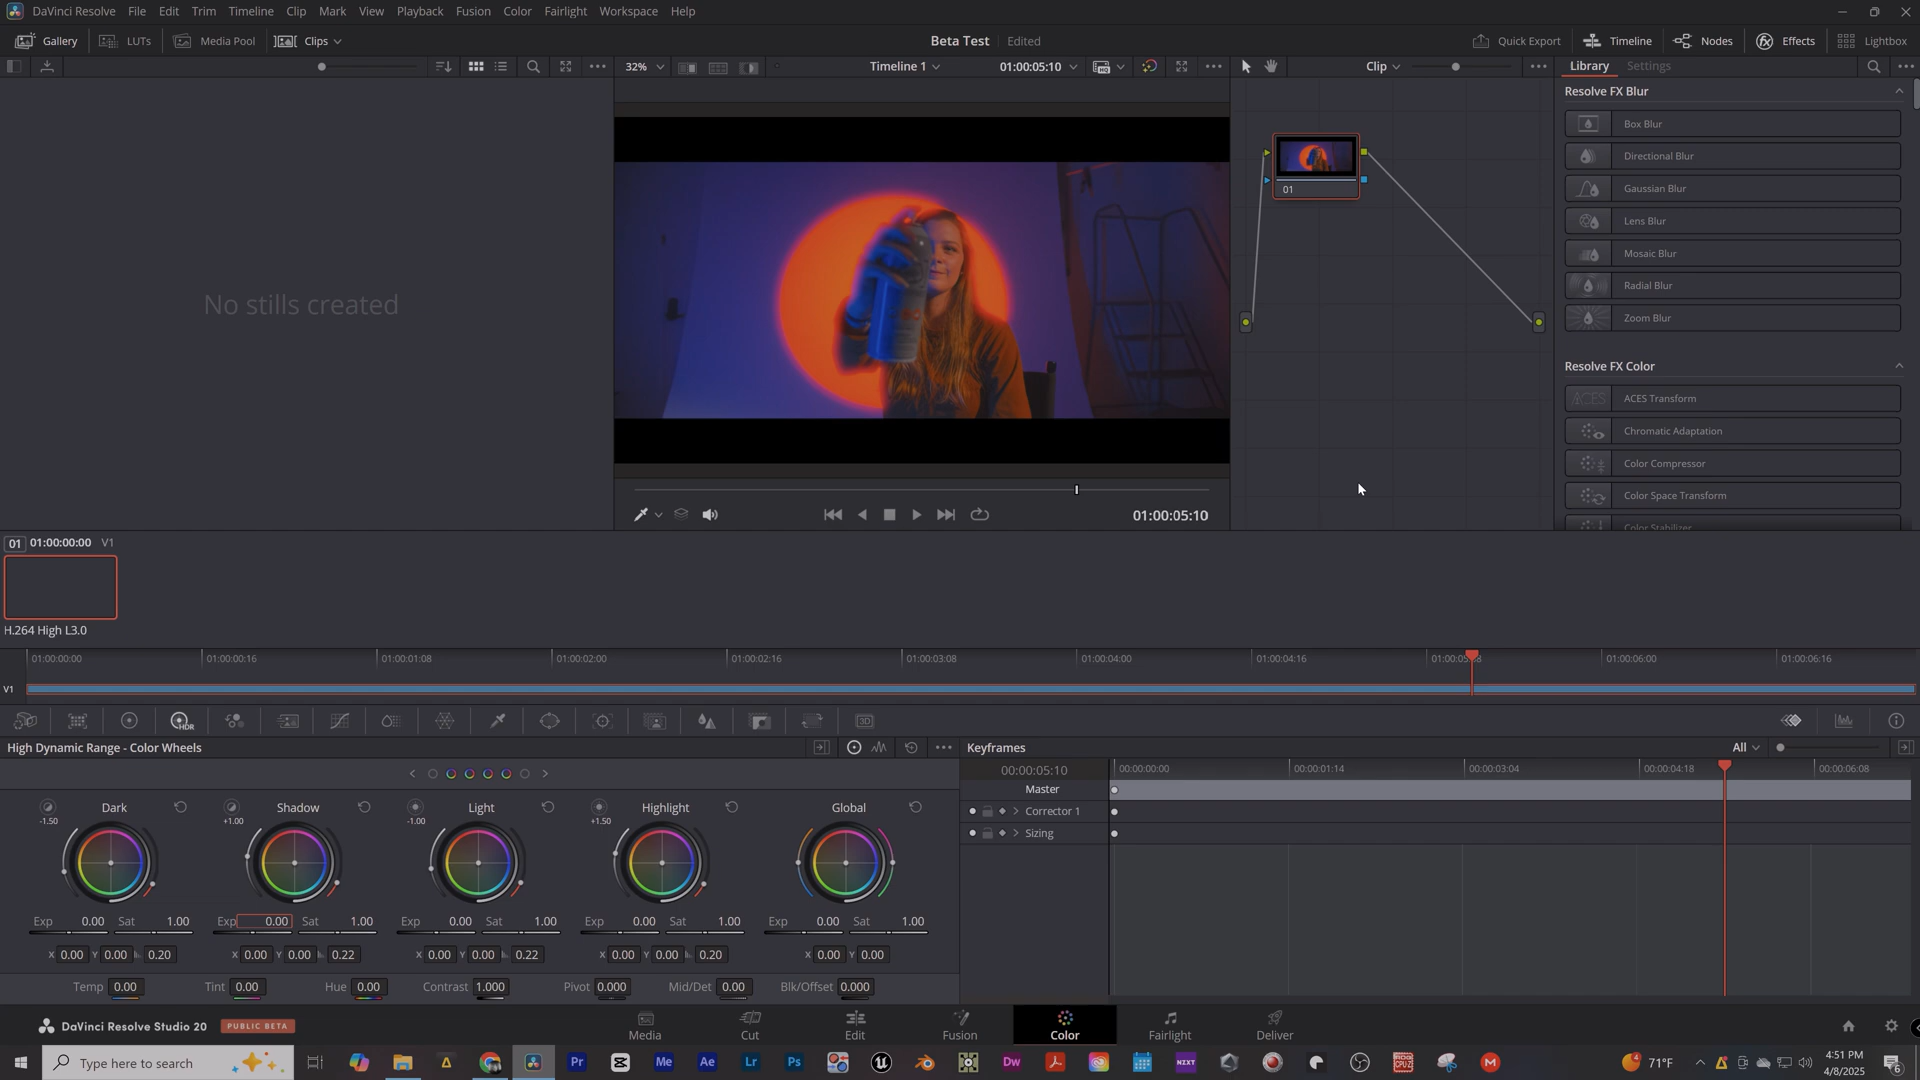 DaVinci Resolve File Edit Trim Timeline Clip Mark View Playback Fusion Color Fairlight Workspace Help
Gallery LUTs Media Pool Clips Beta Test Edited Quick Export Timeline Nodes Effects Lightbox
32% Timeline 1 01:00:05:10 Clip Library Settings
Resolve FX Blur
Box Blur
Directional Blur
Gaussian Blur
Lens Blur
Mosaic Blur
Radial Blur
Zoom Blur
01
No stills created
Resolve FX Color
ACES Transform
Chromatic Adaptation
Color Compressor
Color Space Transform
Color Stabilizer
01:00:05:10
01 01:00:00:00 V1
H.264 High L3.0
01:00:00:00 01:00:00:16 01:00:01:08 01:00:02:00 01:00:02:16 01:00:03:08 01:00:04:00 01:00:04:16 01:00:06:00 01:00:06:16
V1
HDR 3D
High Dynamic Range - Color Wheels Keyframes All
00:00:05:10 00:00:00:00 00:00:01:14 00:00:03:04 00:00:04:18 00:00:06:08
Master
Corrector 1
Sizing
Dark Shadow Light Highlight Global
-1.50 +1.00 -1.00 +1.50
Exp 0.00 Sat 1.00 Exp 0.00 Sat 1.00 Exp 0.00 Sat 1.00 Exp 0.00 Sat 1.00 Exp 0.00 Sat 1.00
X 0.00 Y 0.00 0.20 X 0.00 Y 0.00 0.22 X 0.00 Y 0.00 0.22 X 0.00 Y 0.00 0.20 X 0.00 Y 0.00
Temp 0.00 Tint 0.00 Hue 0.00 Contrast 1.000 Pivot 0.000 Mid/Det 0.00 Blk/Offset 0.000
DaVinci Resolve Studio 20 PUBLIC BETA Media Cut Edit Fusion Color Fairlight Deliver
Type here to search Pr Me Ae Lr Ps Dw NZXT 4 71°F 4:51 PM
4/8/2025 6